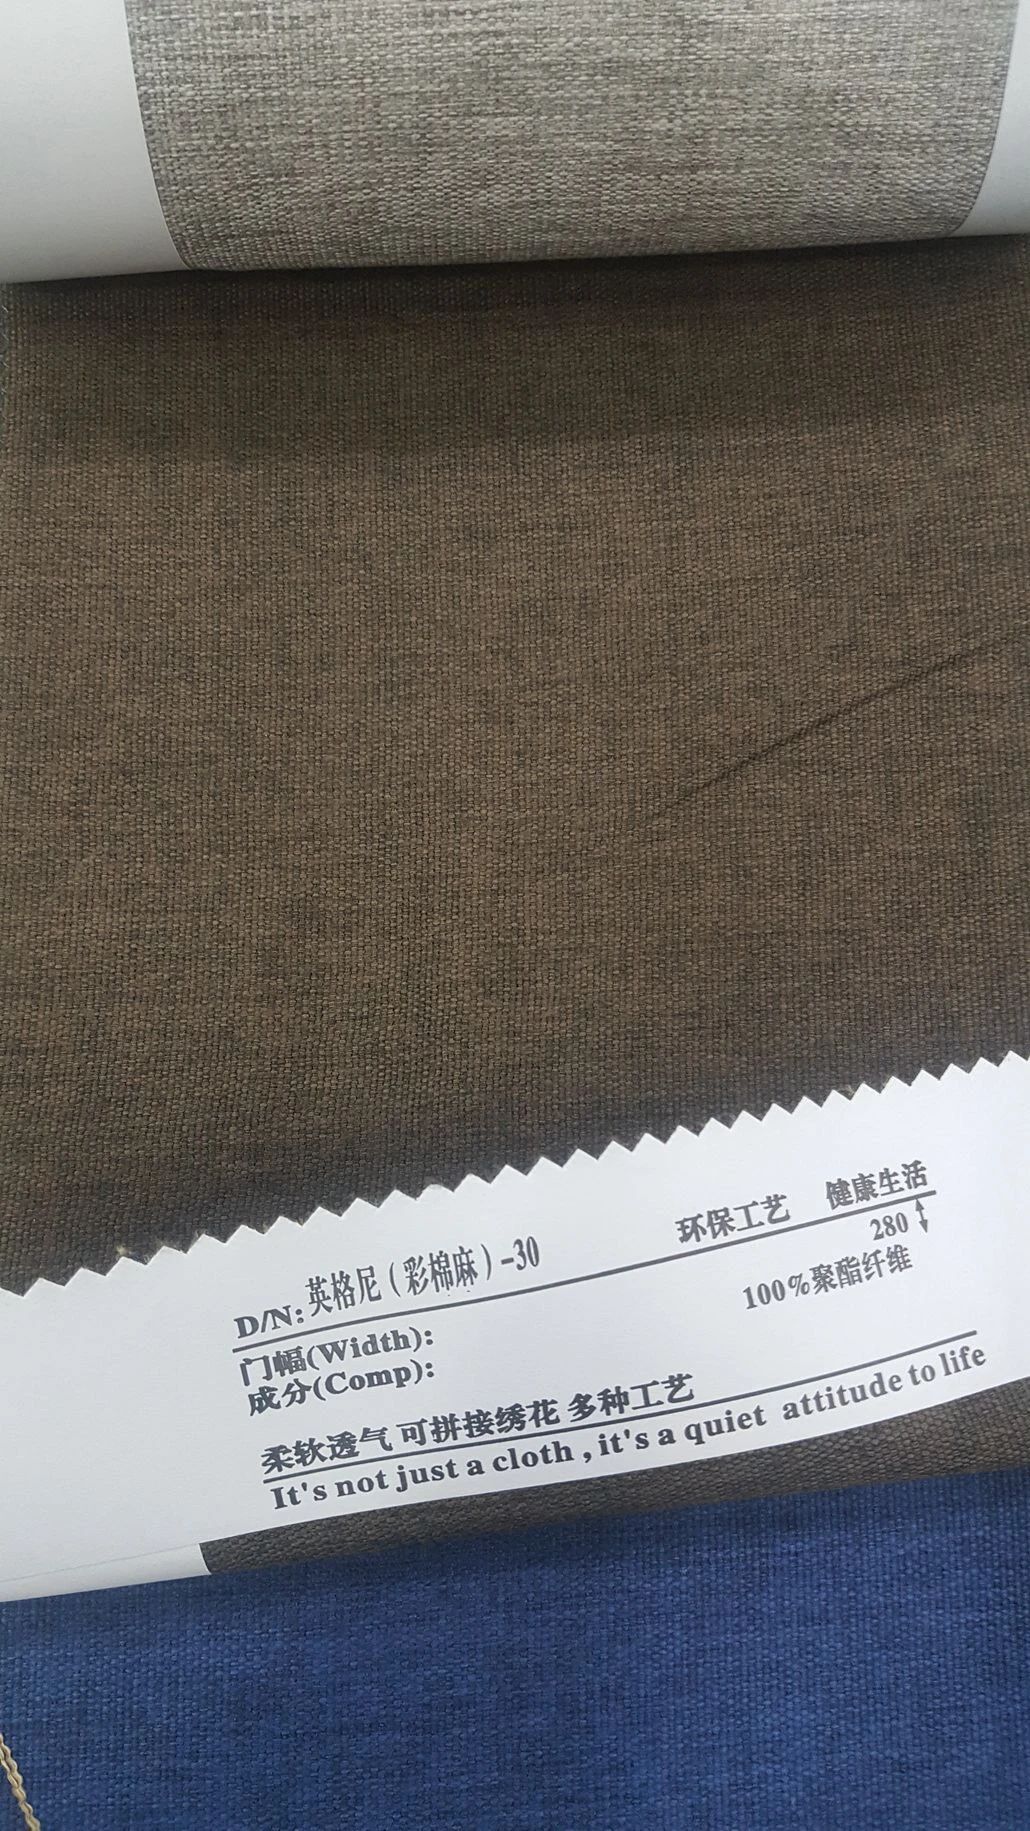 D/N: 英格尼(彩棉麻)-30 环保工艺 健康生活
门幅(Width): 280
成分(Comp): 100%聚酯纤维
柔软透气 可拼接绣花 多种工艺
It's not just a cloth , it's a quiet attitude to life